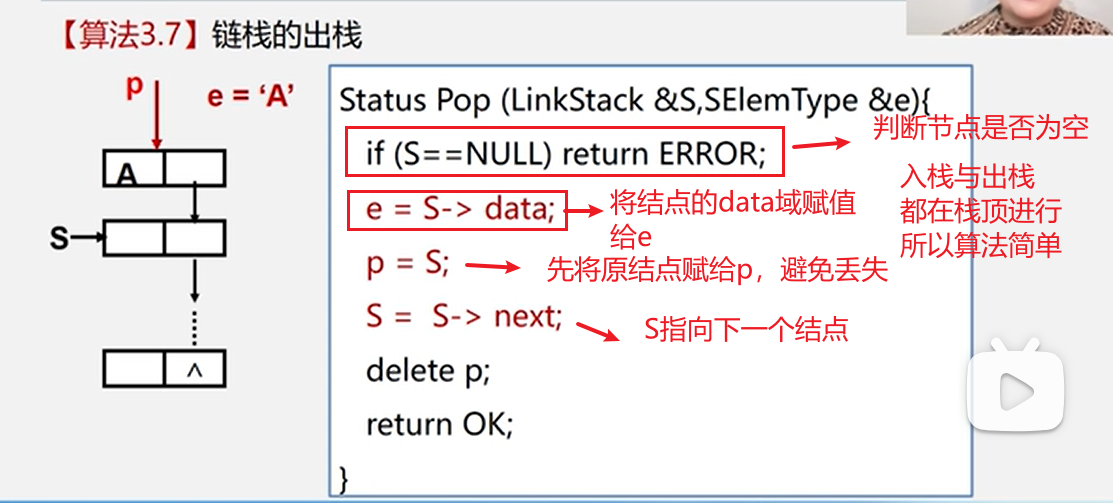 【算法3.7】链栈的出栈
p
e = ‘A’
A
S
^
Status Pop (LinkStack &S,SElemType &e){
if (S==NULL) return ERROR;
e = S-> data;
p = S;
S = S-> next;
delete p;
return OK;
}
判断节点是否为空
入栈与出栈
都在栈顶进行
所以算法简单
将结点的data域赋值
给e
先将原结点赋给p，避免丢失
S指向下一个结点